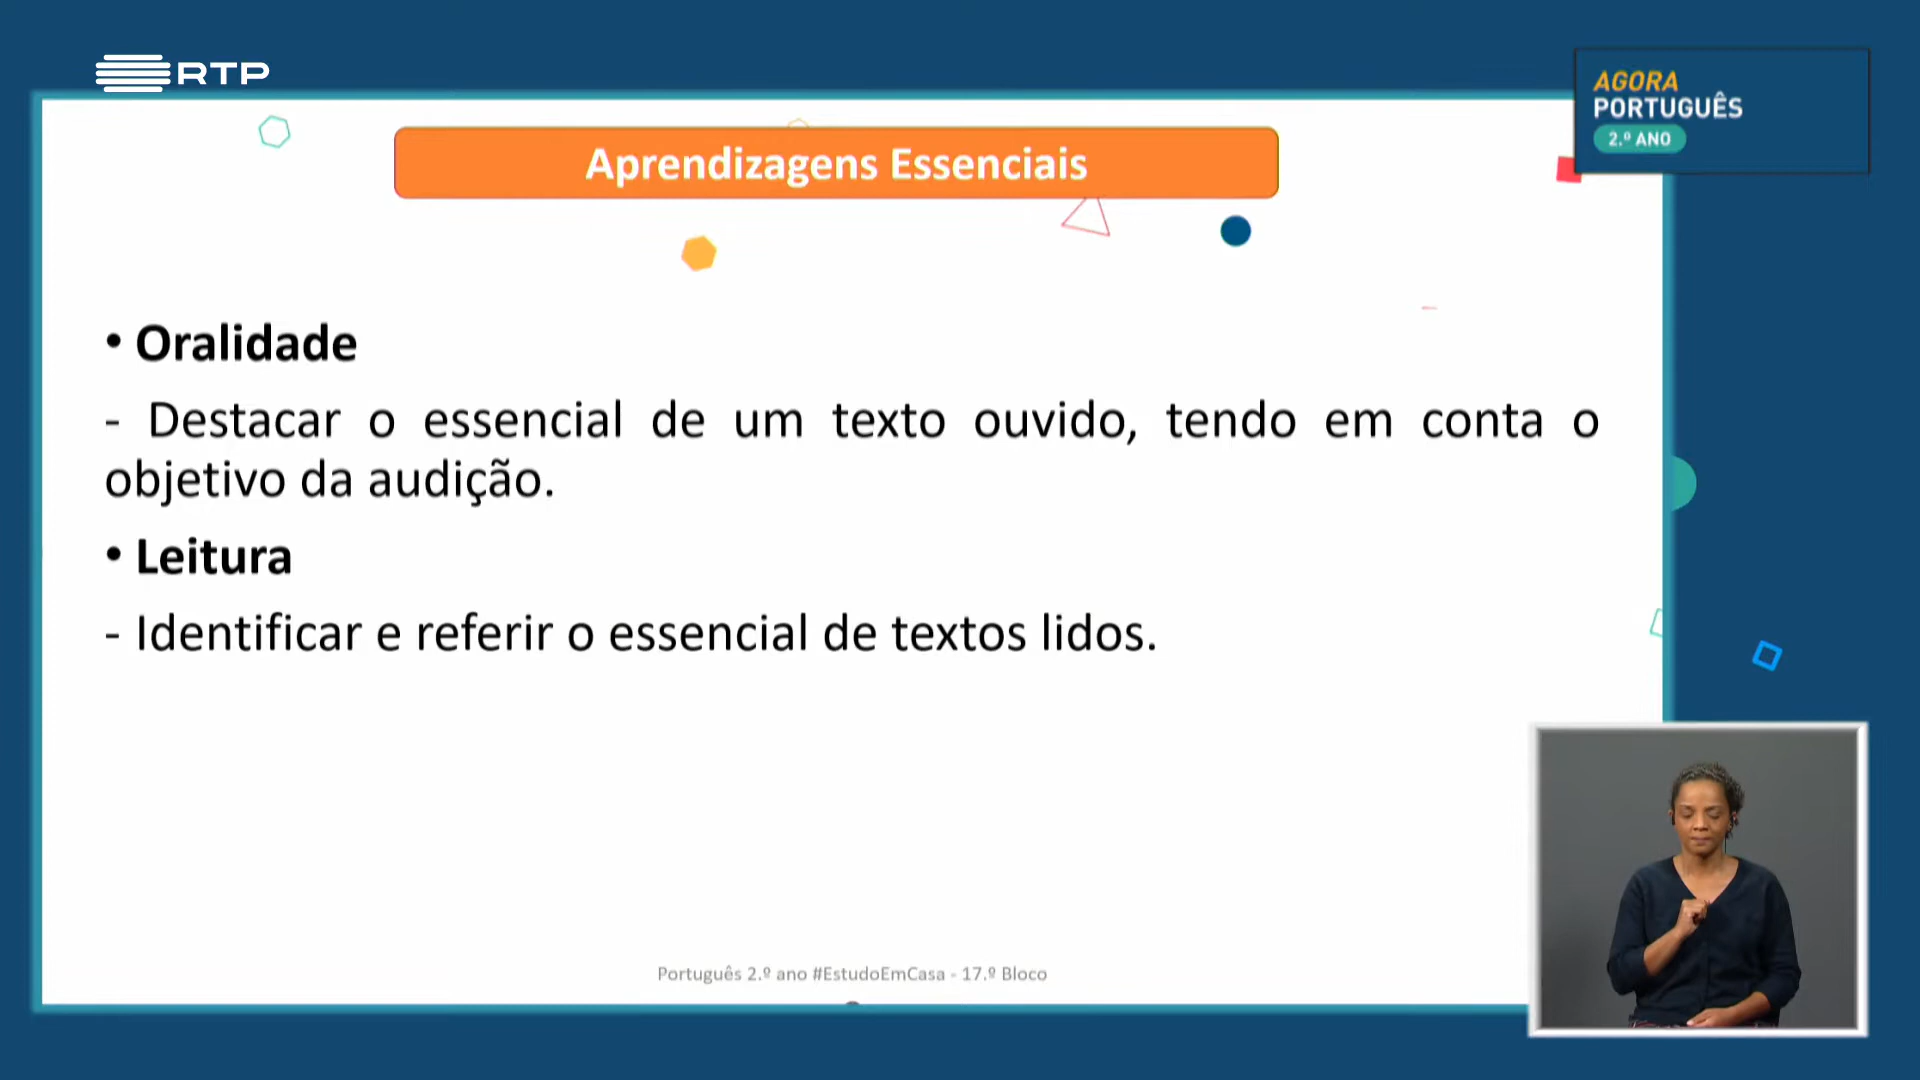 RTP
AGORA
PORTUGUÊS
2.º ANO
Aprendizagens Essenciais
• Oralidade
- Destacar o essencial de um texto ouvido, tendo em conta o
objetivo da audição.
• Leitura
- Identificar e referir o essencial de textos lidos.
Português 2.º ano #EstudoEmCasa - 17.º Bloco